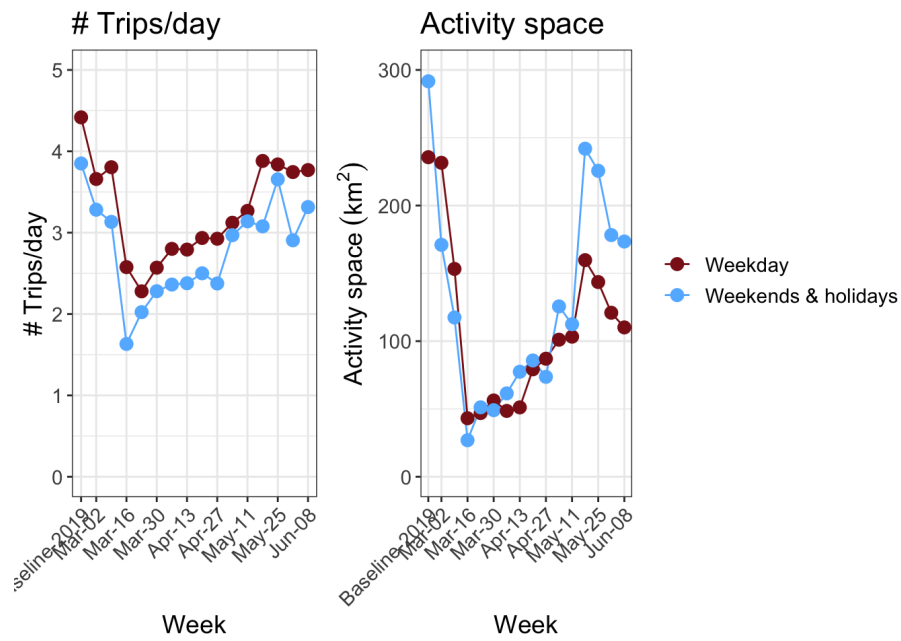 # Trips/day
Activity space
# Trips/day
5
4
3
2
1
0
seline-2019
Mar-02
Mar-16
Mar-30
Apr-13
Apr-27
May-11
May-25
Jun-08
Week
Activity space (km²)
300
200
100
0
Baseline-2019
Mar-02
Mar-16
Mar-30
Apr-13
Apr-27
May-11
May-25
Jun-08
Week
Weekday
Weekends & holidays